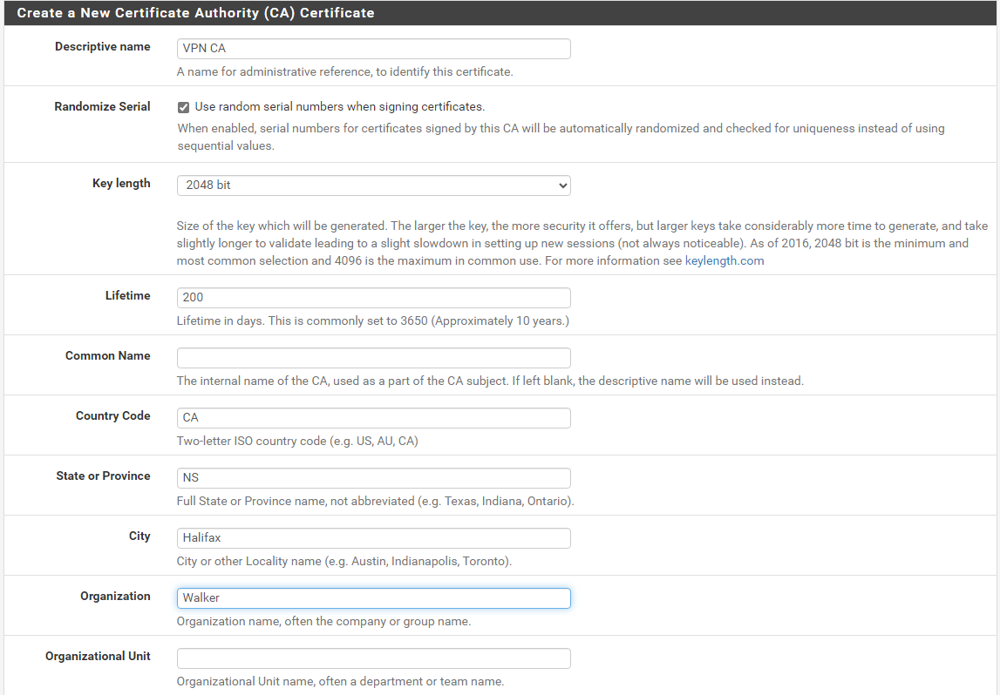 Create a New Certificate Authority (CA) Certificate
Descriptive name
VPN CA
A name for administrative reference, to identify this certificate.
Randomize Serial
Use random serial numbers when signing certificates.
When enabled, serial numbers for certificates signed by this CA will be automatically randomized and checked for uniqueness instead of using
sequential values.
Key length
2048 bit
Size of the key which will be generated. The larger the key, the more security it offers, but larger keys take considerably more time to generate, and take
slightly longer to validate leading to a slight slowdown in setting up new sessions (not always noticeable). As of 2016, 2048 bit is the minimum and
most common selection and 4096 is the maximum in common use. For more information see keylength.com
Lifetime
200
Lifetime in days. This is commonly set to 3650 (Approximately 10 years.)
Common Name
The internal name of the CA, used as a part of the CA subject. If left blank, the descriptive name will be used instead.
Country Code
CA
Two-letter ISO country code (e.g. US, AU, CA)
State or Province
NS
Full State or Province name, not abbreviated (e.g. Texas, Indiana, Ontario).
City
Halifax
City or other Locality name (e.g. Austin, Indianapolis, Toronto).
Organization
Walker
Organization name, often the company or group name.
Organizational Unit
Organizational Unit name, often a department or team name.